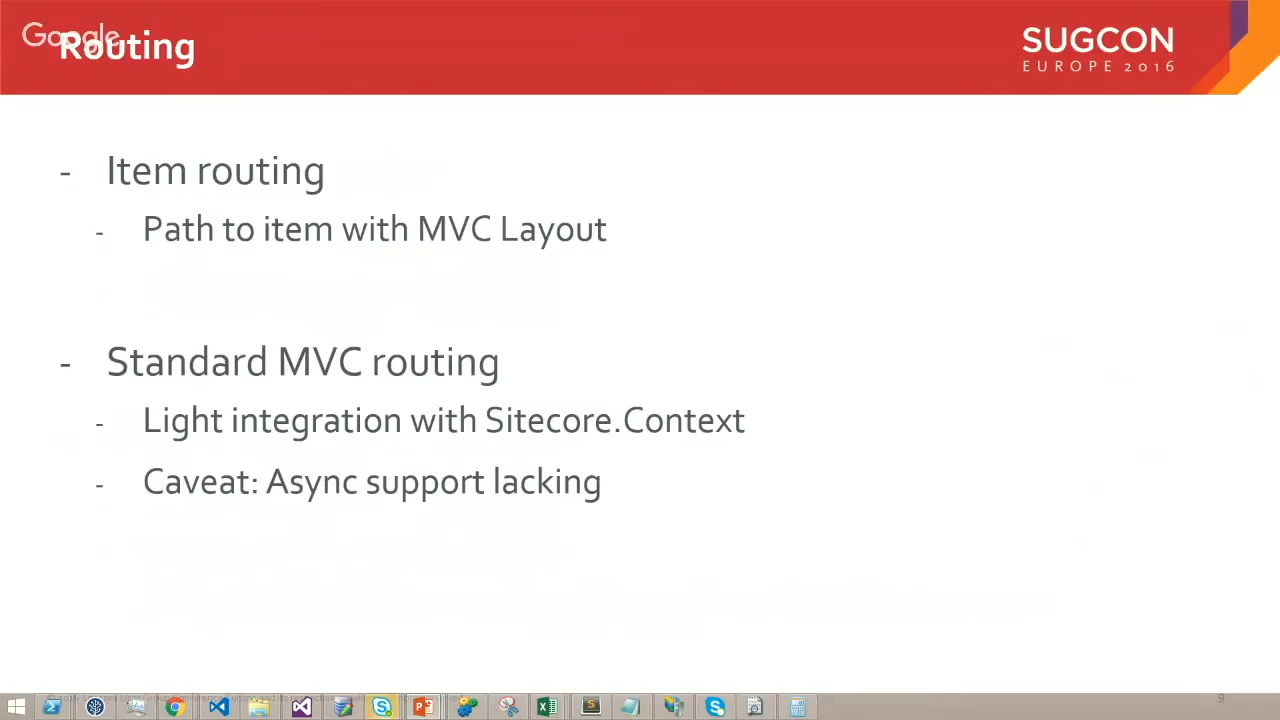 Google
Routing
SUGCON
EUROPE 2016
- Item routing
- Path to item with MVC Layout
- Standard MVC routing
- Light integration with Sitecore.Context
- Caveat: Async support lacking
9